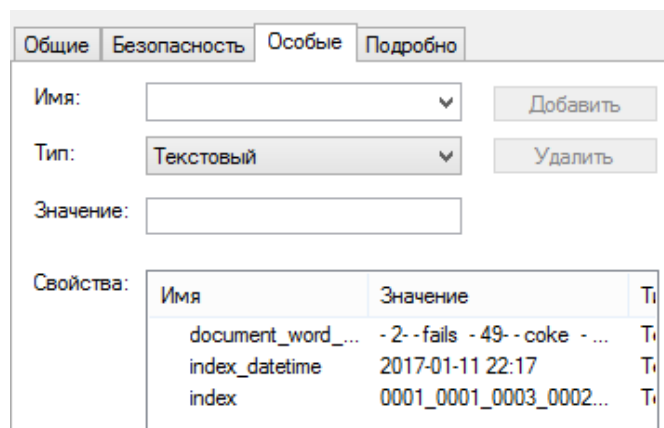 Общие Безопасность Особые Подробно
Имя: Добавить
Тип: Текстовый Удалить
Значение:
Свойства: Имя Значение
document_word_... - 2- -fails - 49- - coke - ...
index_datetime 2017-01-11 22:17
index 0001_0001_0003_0002...